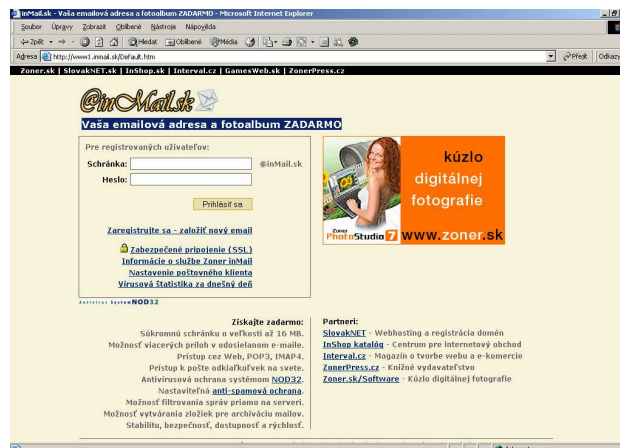 inMail.sk - Vaša emailová adresa a fotoalbum ZADARMO - Microsoft Internet Explorer
Soubor Úpravy Zobrazit Oblíbené Nástroje Nápověda
Zpět Hledat Oblíbené Média
Adresa http://www1.inmail.sk/Default.htm Přejít Odkazy
Zoner.sk | SlovakNET.sk | InShop.sk | Interval.cz | GamesWeb.sk | ZonerPress.cz
@inMail.sk
Vaša emailová adresa a fotoalbum ZADARMO
Pre registrovaných užívateľov:
Schránka: @inMail.sk
Heslo:
Prihlásiť sa
Zaregistrujte sa - založiť nový email
Zabezpečené pripojenie (SSL)
Informácie o službe Zoner inMail
Nastavenie poštovného klienta
Vírusová štatistika za dnešný deň
Antivirus System NOD32
kúzlo
digitálnej
fotografie
Zoner
PhotoStudio 7 www.zoner.sk
Získajte zadarmo:
Súkromnú schránku o veľkosti až 16 MB.
Možnosť viacerých príloh v odosielanom e-maile.
Prístup cez Web, POP3, IMAP4.
Prístup k pošte odkiaľkoľvek na svete.
Antivírusová ochrana systémom NOD32.
Nastaviteľná anti-spamová ochrana.
Možnosť filtrovania správ priamo na serveri.
Možnosť vytvárania zložiek pre archiváciu mailov.
Stabilitu, bezpečnosť, dostupnosť a rýchlosť.
Partneri:
SlovakNET - Webhosting a registrácia domén
InShop katalóg - Centrum pre internetový obchod
Interval.cz - Magazín o tvorbe webu a e-komercie
ZonerPress.cz - Knižné vydavateľstvo
Zoner.sk/Software - Kúzlo digitálnej fotografie